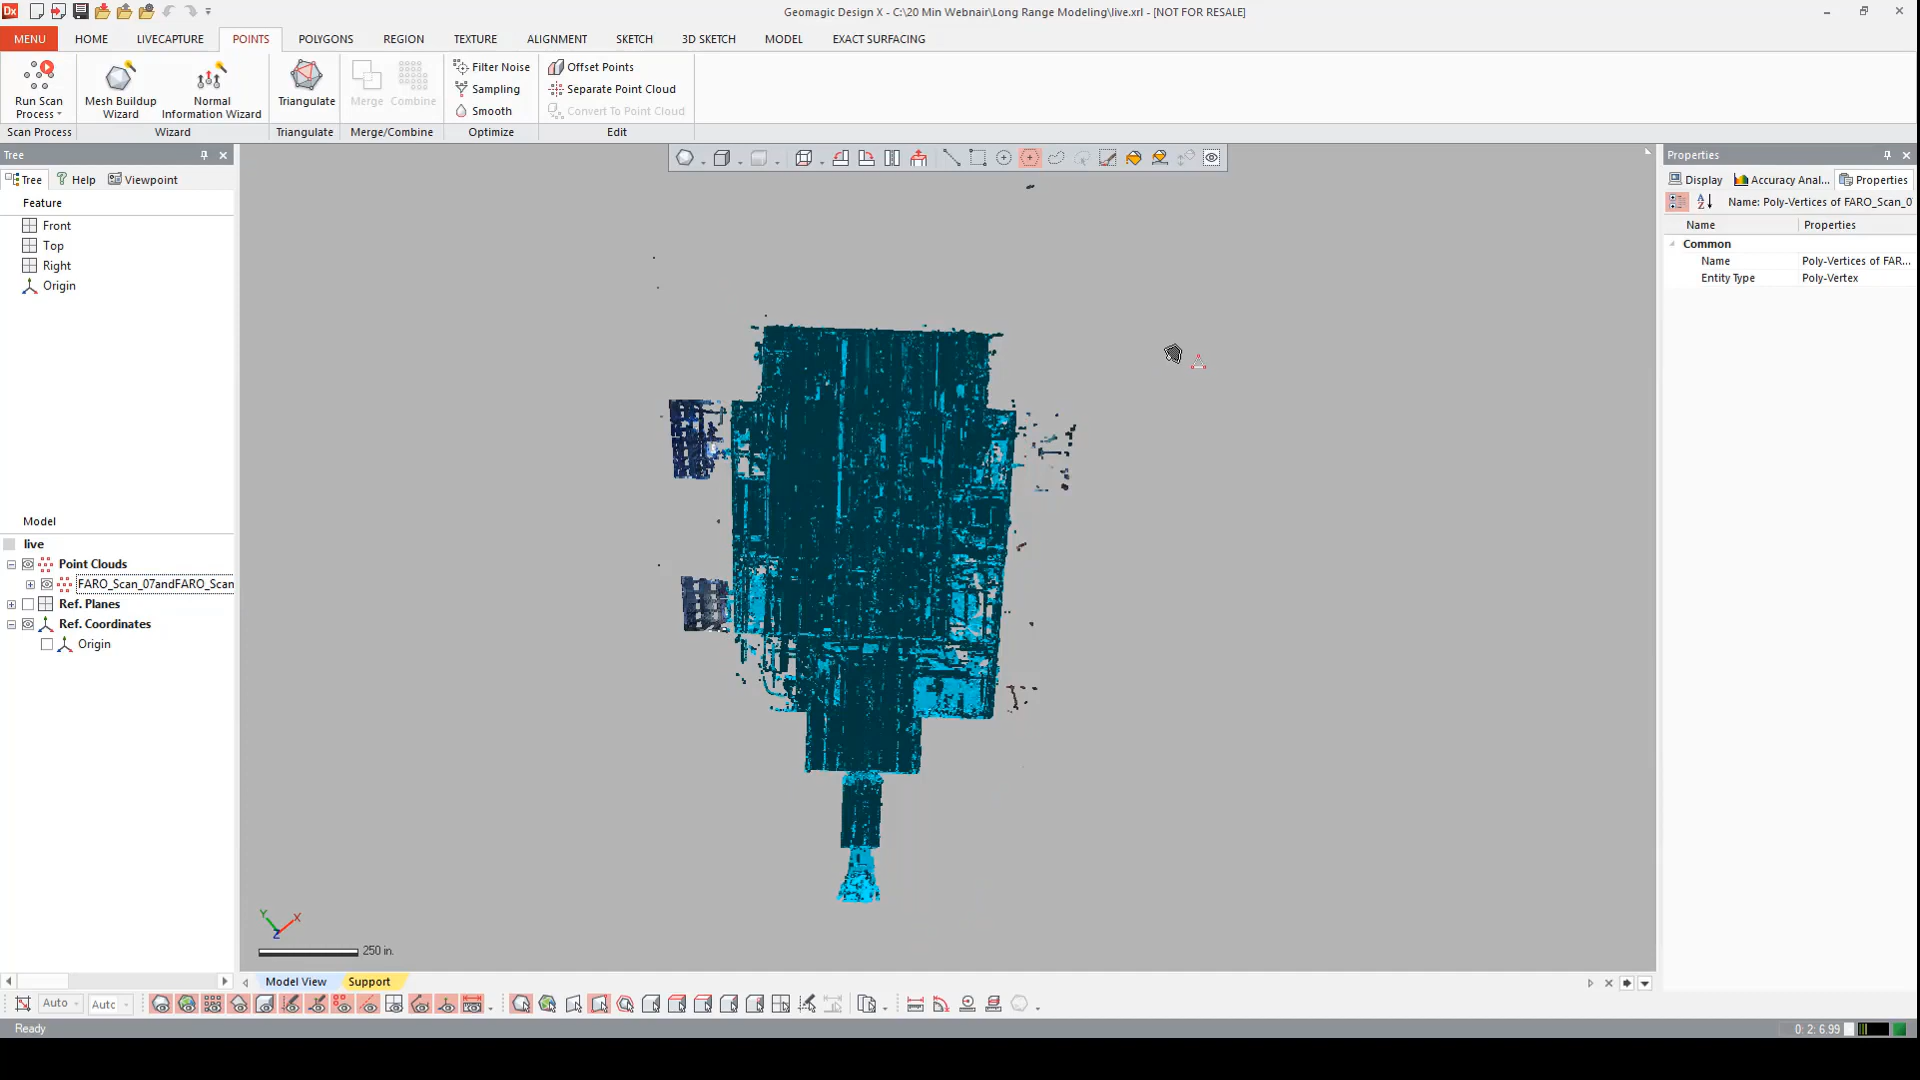 Dx
Geomagic Design X - C:\20 Min Webnair\Long Range Modeling\live.xrl - [NOT FOR RESALE]
MENU HOME LIVECAPTURE POINTS POLYGONS REGION TEXTURE ALIGNMENT SKETCH 3D SKETCH MODEL EXACT SURFACING
Run Scan Process
Mesh Buildup Wizard
Normal Information Wizard
Triangulate
Merge Combine
Filter Noise
Sampling
Smooth
Offset Points
Separate Point Cloud
Convert To Point Cloud
Scan Process Wizard Triangulate Merge/Combine Optimize Edit
Tree
Tree Help Viewpoint
Feature
Front
Top
Right
Origin
Model
live
Point Clouds
FARO_Scan_07andFARO_Scan
Ref. Planes
Ref. Coordinates
Origin
Y X
Z
250 in.
Model View Support
Auto Autc
Ready
0: 2: 6.99
Properties
Display Accuracy Anal... Properties
Name: Poly-Vertices of FARO_Scan_0
Name Properties
Common
Name Poly-Vertices of FAR...
Entity Type Poly-Vertex